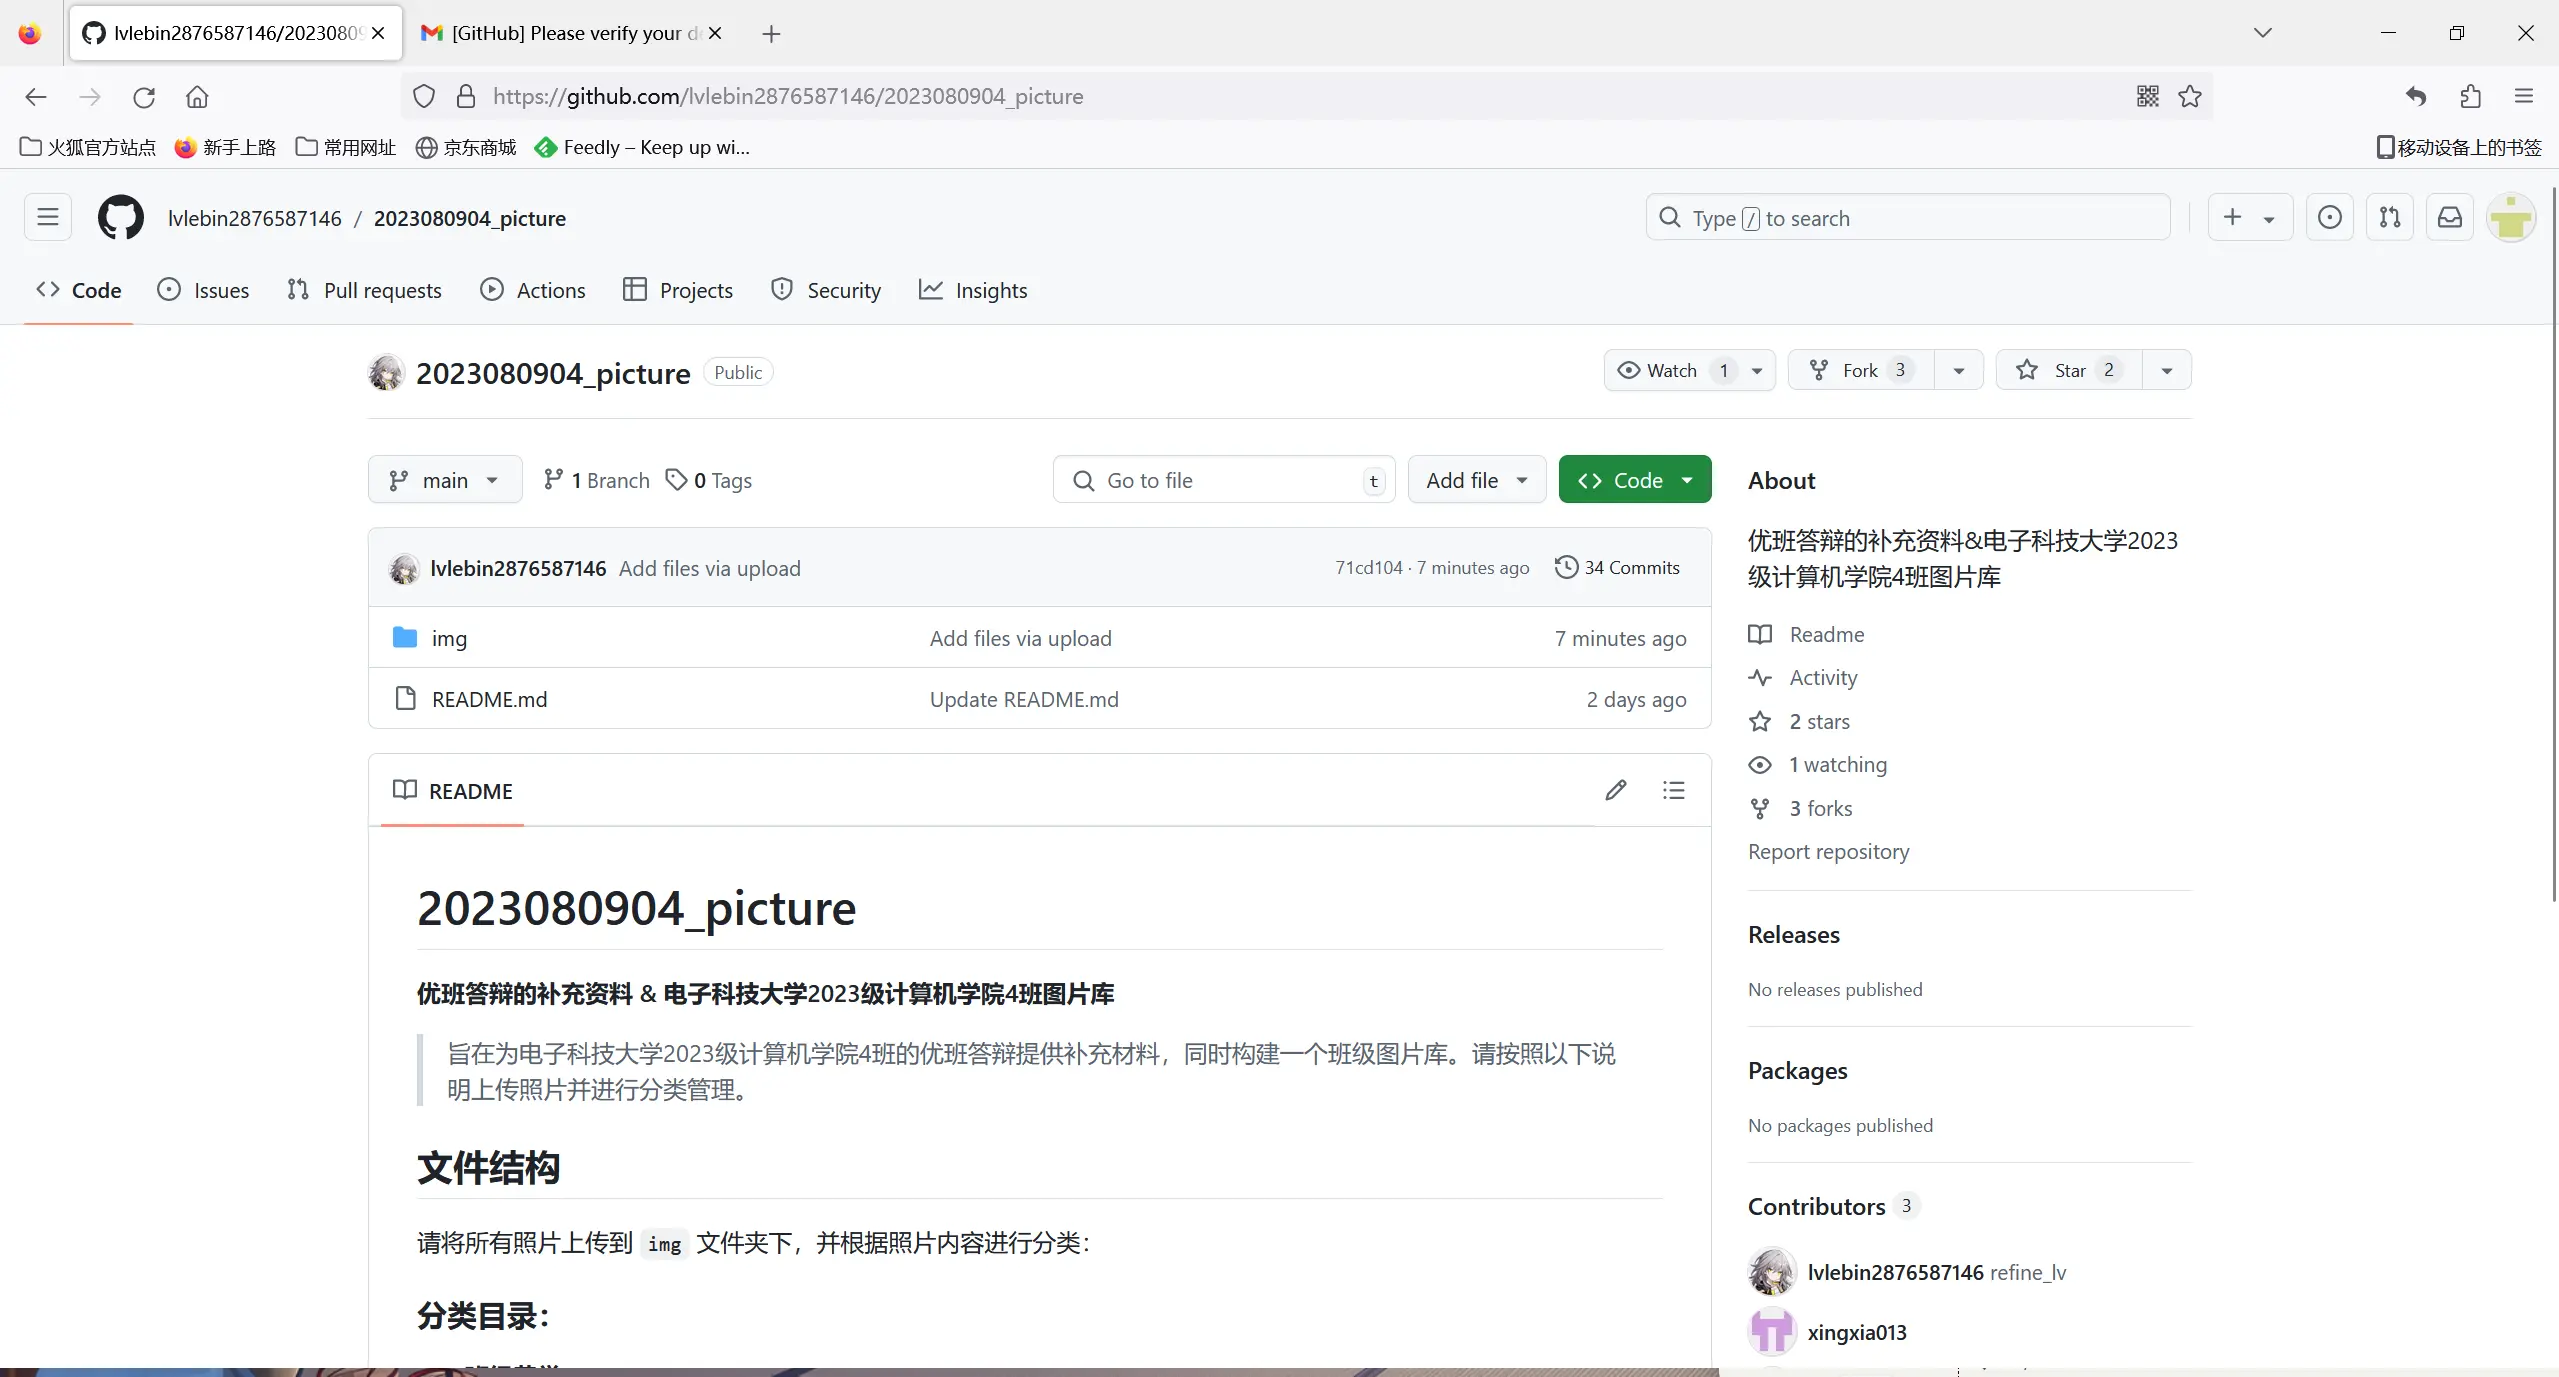 lvlebin2876587146/2023080
[GitHub] Please verify your d
https://github.com/lvlebin2876587146/2023080904_picture
火狐官方站点
新手上路
常用网址
京东商城
Feedly – Keep up wi...
移动设备上的书签
lvlebin2876587146 / 2023080904_picture
Type / to search
Code
Issues
Pull requests
Actions
Projects
Security
Insights
2023080904_picture Public
Watch 1
Fork 3
Star 2
main
1 Branch
0 Tags
Go to file t
Add file
Code
lvlebin2876587146 Add files via upload
71cd104 · 7 minutes ago
34 Commits
img Add files via upload 7 minutes ago
README.md Update README.md 2 days ago
README
2023080904_picture
优班答辩的补充资料 & 电子科技大学2023级计算机学院4班图片库
旨在为电子科技大学2023级计算机学院4班的优班答辩提供补充材料，同时构建一个班级图片库。请按照以下说
明上传照片并进行分类管理。
文件结构
请将所有照片上传到 img 文件夹下，并根据照片内容进行分类：
分类目录：
About
优班答辩的补充资料&电子科技大学2023
级计算机学院4班图片库
Readme
Activity
2 stars
1 watching
3 forks
Report repository
Releases
No releases published
Packages
No packages published
Contributors 3
lvlebin2876587146 refine_lv
xingxia013